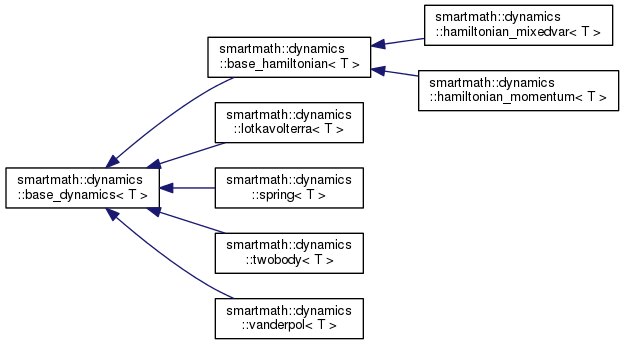 smartmath::dynamics
::base_hamiltonian< T >
smartmath::dynamics
::hamiltonian_mixedvar< T >
smartmath::dynamics
::hamiltonian_momentum< T >
smartmath::dynamics
::lotkavolterra< T >
smartmath::dynamics
::base_dynamics< T >
smartmath::dynamics
::spring< T >
smartmath::dynamics
::twobody< T >
smartmath::dynamics
::vanderpol< T >